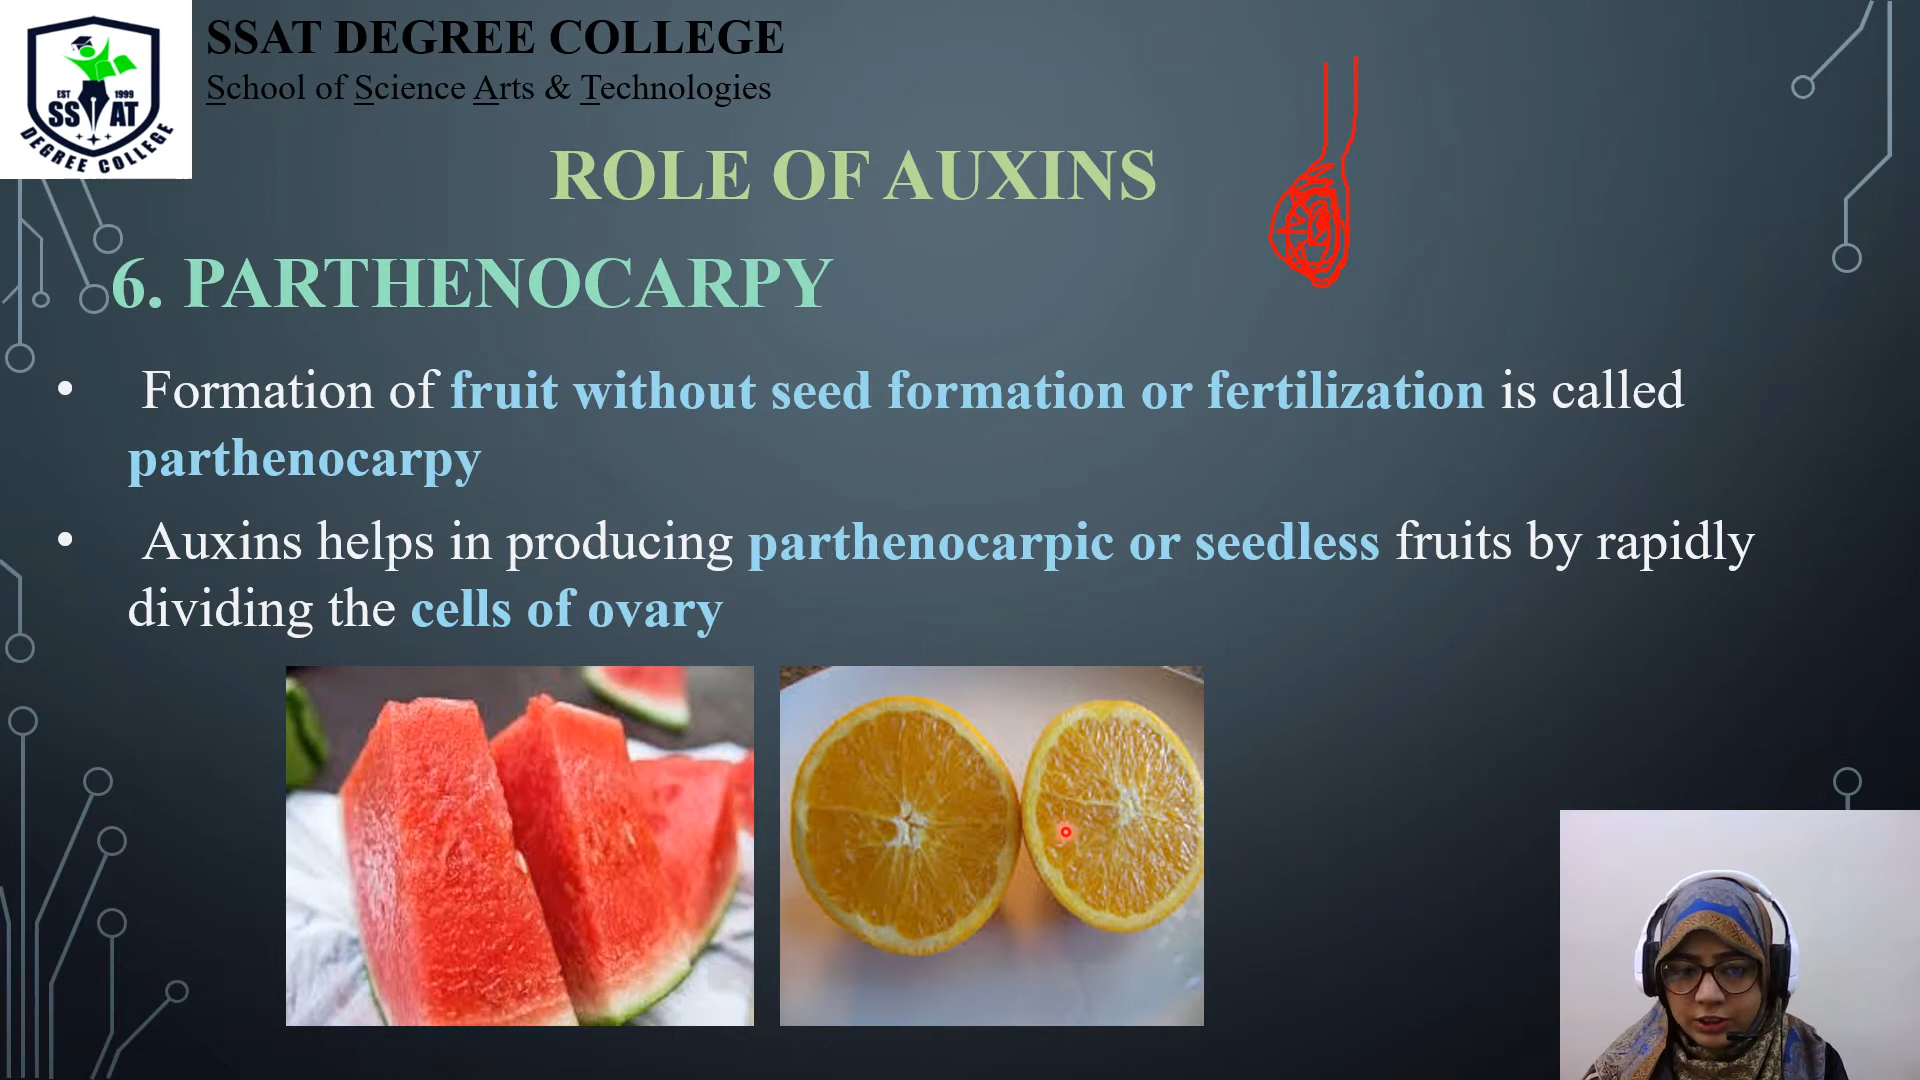 SSAT DEGREE COLLEGE
School of Science Arts & Technologies
EST 1999
SS AT
DEGREE COLLEGE
ROLE OF AUXINS
6. PARTHENOCARPY
• Formation of fruit without seed formation or fertilization is called
parthenocarpy
• Auxins helps in producing parthenocarpic or seedless fruits by rapidly
dividing the cells of ovary